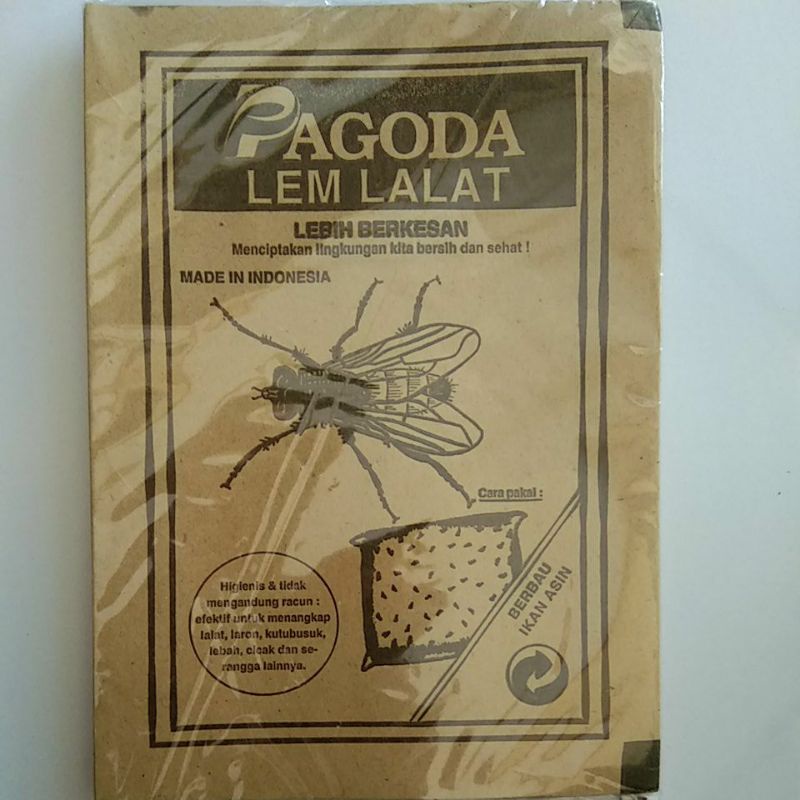 PAGODA
LEM LALAT
LEBIH BERKESAN
Menciptakan lingkungan kita bersih dan sehat !
MADE IN INDONESIA
Cara pakai :
Higienis & tidak
mengandung racun :
efektif untuk menangkap
lalat, laron, kutubusuk,
lebah, cicak dan se-
rangga lainnya.
BERBAU
IKAN ASIN